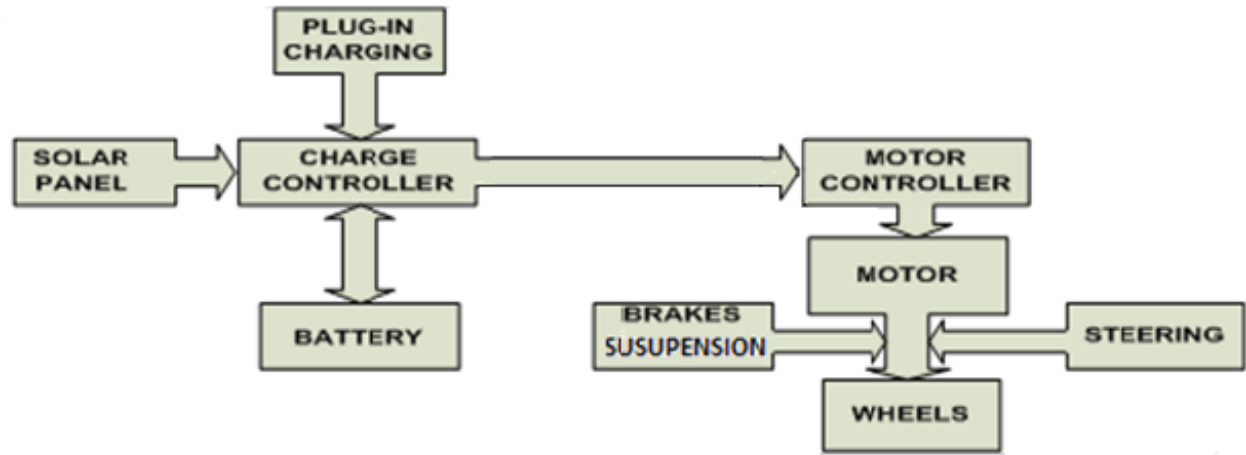 PLUG-IN
CHARGING
SOLAR
PANEL
CHARGE
CONTROLLER
MOTOR
CONTROLLER
MOTOR
BATTERY
BRAKES
SUSUPENSION
STEERING
WHEELS